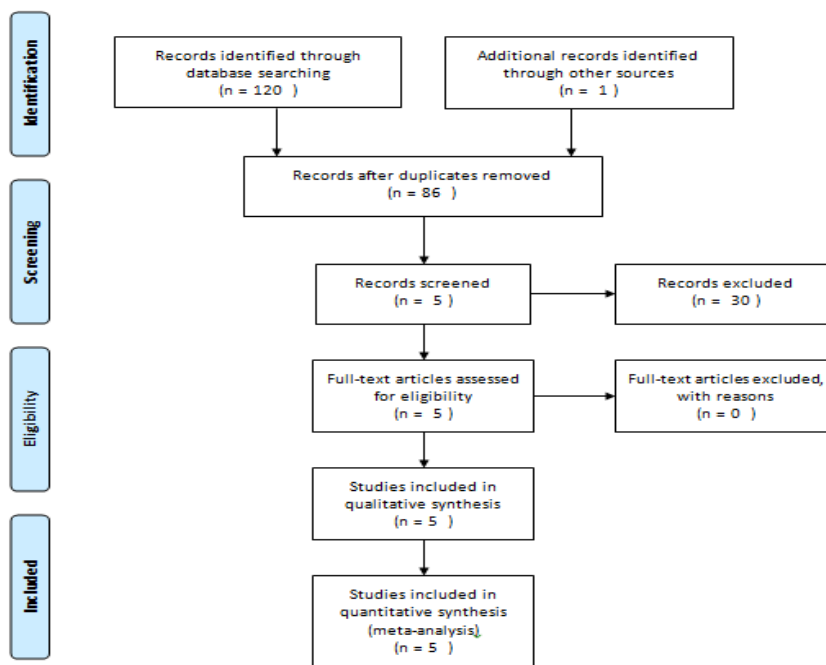 Identification
Records identified through
database searching
(n = 120 )
Additional records identified
through other sources
(n = 1 )
Records after duplicates removed
(n = 86 )
Screening
Records screened
(n = 5 )
Records excluded
(n = 30 )
Eligibility
Full-text articles assessed
for eligibility
(n = 5 )
Full-text articles excluded,
with reasons
(n = 0 )
Studies included in
qualitative synthesis
(n = 5 )
Included
Studies included in
quantitative synthesis
(meta-analysis)
(n = 5 )